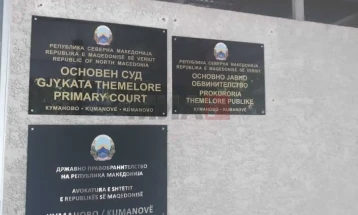 РЕПУБЛИКА СЕВЕРНА МАКЕДОНИЈА
REPUBLIKA E MAQEDONISË SË VERIUT
REPUBLIC OF NORTH MACEDONIA
ОСНОВЕН СУД
GJYKATA THEMELORE
PRIMARY COURT
КУМАНОВО - KUMANOVË - KUMANOVO
РЕПУБЛИКА СЕВЕРНА МАКЕДОНИЈА
REPUBLIKA E MAQEDONISË SË VERIUT
ОСНОВНО ЈАВНО
ОБВИНИТЕЛСТВО
PROKURORIA
THEMELORE PUBLIKE
КУМАНОВО - KUMANOVË
ДРЖАВНО ПРАВОБРАНИТЕЛСТВО
НА РЕПУБЛИКА МАКЕДОНИЈА
AVOKATURA E SHTETIT
E REPUBLIKËS SË MAQEDONISË
КУМАНОВО / KUMANOVË